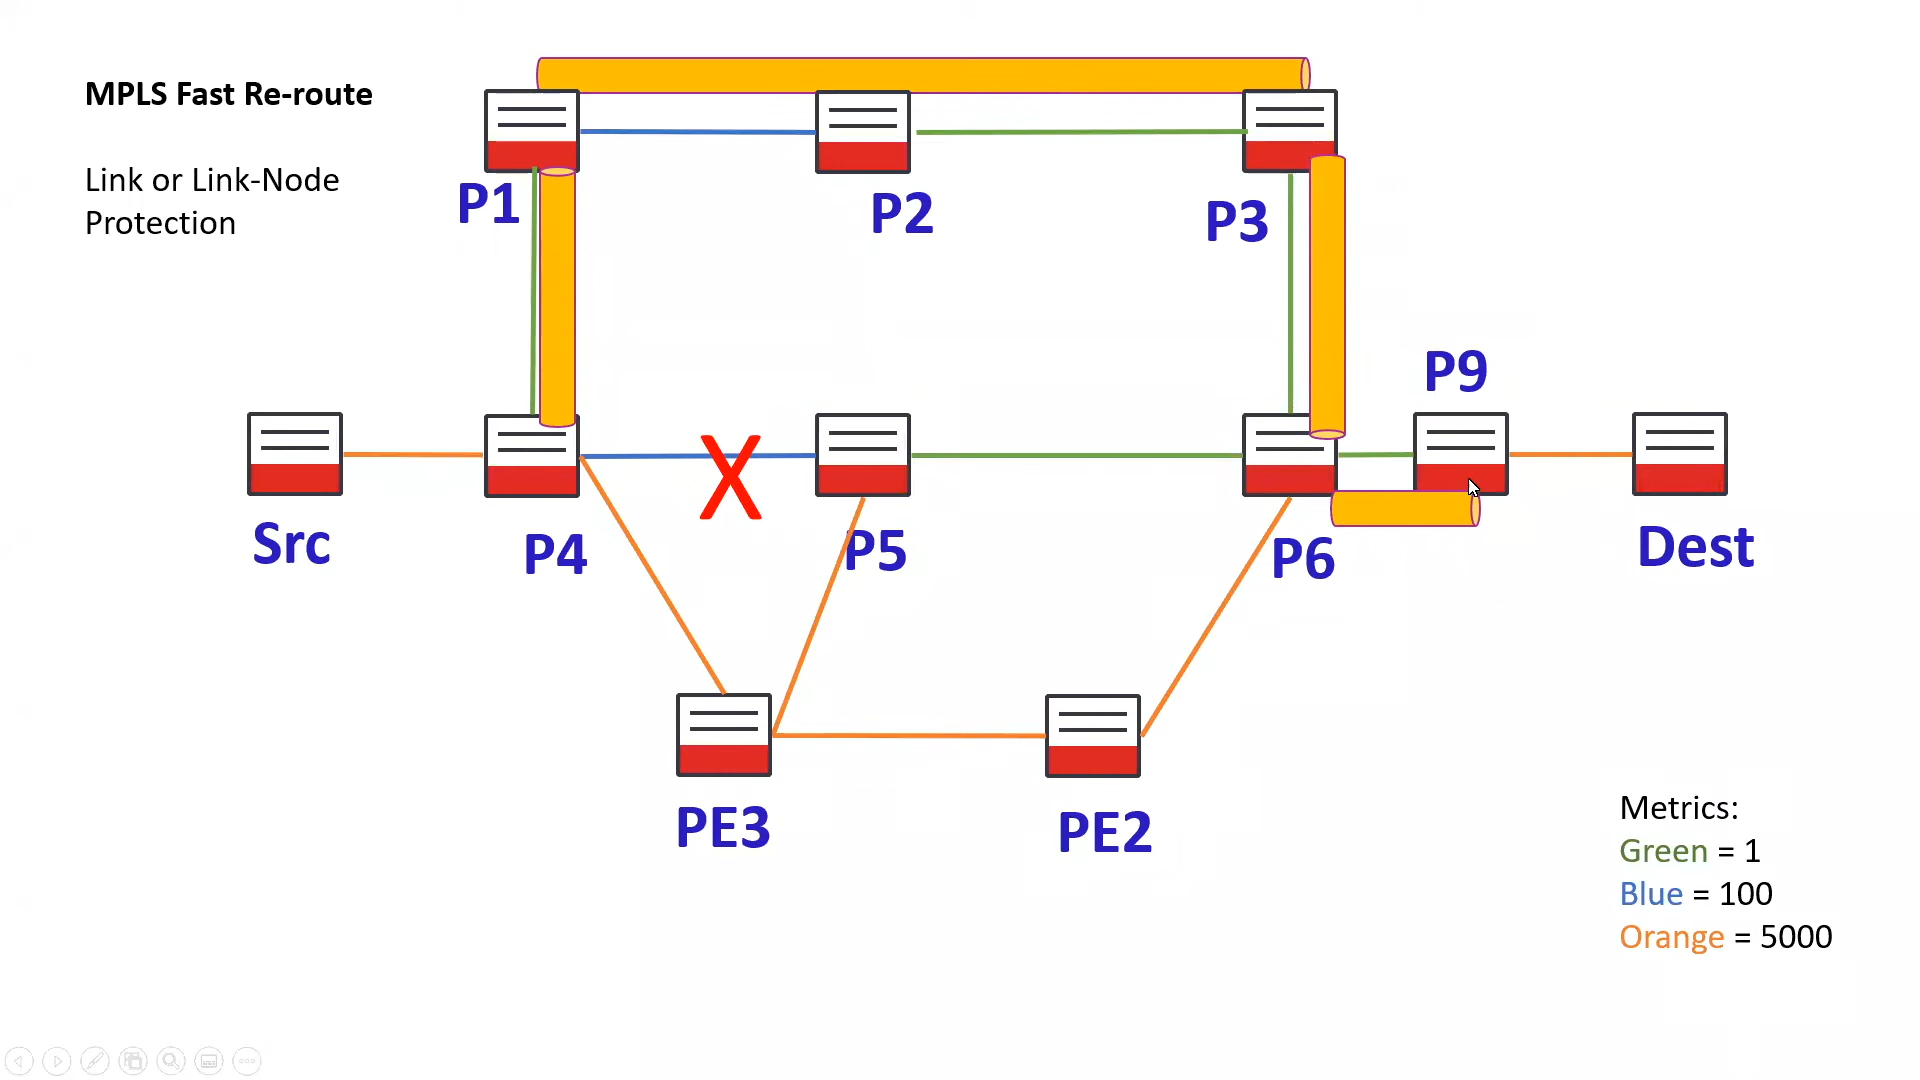 MPLS Fast Re-route
Link or Link-Node
Protection
P1
P2
P3
P9
X
Src
P4
P5
P6
Dest
PE3
PE2
Metrics:
Green = 1
Blue = 100
Orange = 5000